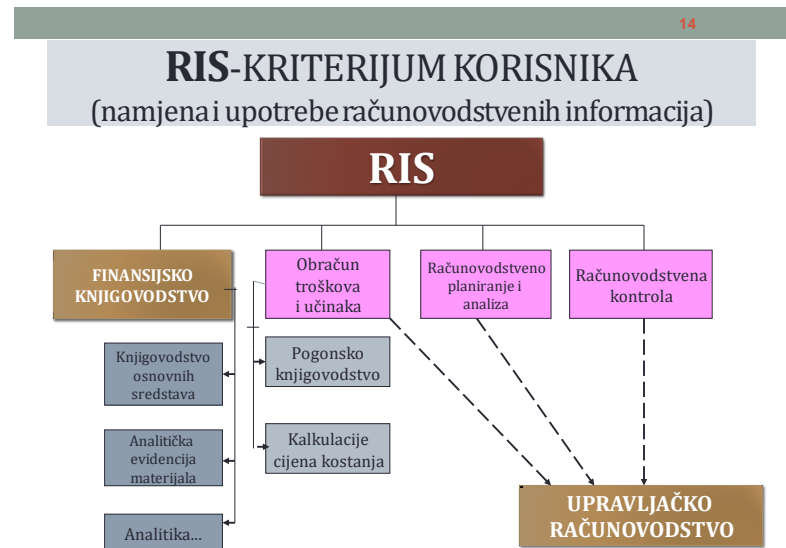 14
RIS-KRITERIJUM KORISNIKA
(namjena i upotrebe računovodstvenih informacija)
RIS
FINANSIJSKO
KNJIGOVODSTVO
Obračun
troškova
i učinaka
Računovodstveno
planiranje i
analiza
Računovodstvena
kontrola
Knjigovodstvo
osnovnih
sredstava
Pogonsko
knjigovodstvo
Analitička
evidencija
materijala
Kalkulacije
cijena kostanja
Analitika...
UPRAVLJAČKO
RAČUNOVODSTVO